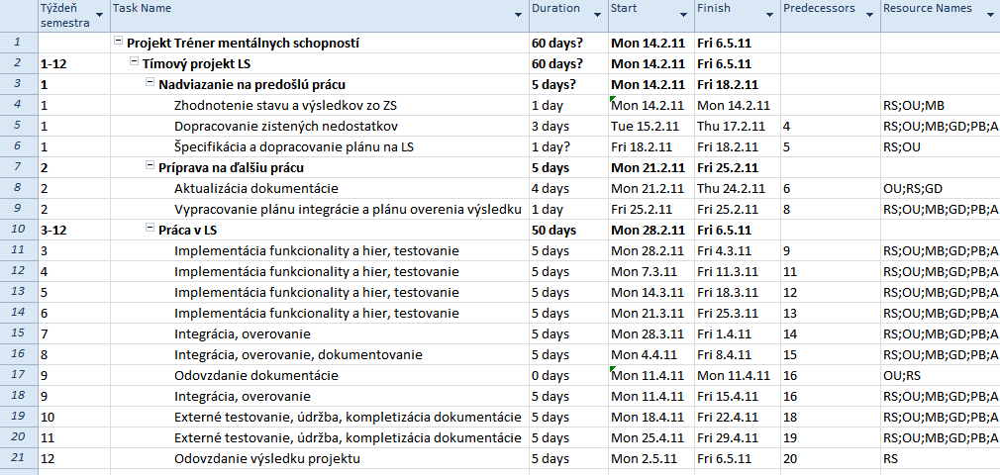 Týždeň semestra Task Name Duration Start Finish Predecessors Resource Names
1 Projekt Tréner mentálnych schopností 60 days? Mon 14.2.11 Fri 6.5.11
2 1-12 Tímový projekt LS 60 days? Mon 14.2.11 Fri 6.5.11
3 1 Nadviazanie na predošlú prácu 5 days? Mon 14.2.11 Fri 18.2.11
4 1 Zhodnotenie stavu a výsledkov zo ZS 1 day Mon 14.2.11 Mon 14.2.11 RS;OU;MB
5 1 Dopracovanie zistených nedostatkov 3 days Tue 15.2.11 Thu 17.2.11 4 RS;OU;MB;GD;PB;A
6 1 Špecifikácia a dopracovanie plánu na LS 1 day? Fri 18.2.11 Fri 18.2.11 5 RS;OU
7 2 Príprava na ďalšiu prácu 5 days Mon 21.2.11 Fri 25.2.11
8 2 Aktualizácia dokumentácie 4 days Mon 21.2.11 Thu 24.2.11 6 OU;RS;GD
9 2 Vypracovanie plánu integrácie a plánu overenia výsledku 1 day Fri 25.2.11 Fri 25.2.11 8 RS;OU;MB;GD;PB;A
10 3-12 Práca v LS 50 days Mon 28.2.11 Fri 6.5.11
11 3 Implementácia funkcionality a hier, testovanie 5 days Mon 28.2.11 Fri 4.3.11 9 RS;OU;MB;GD;PB;A
12 4 Implementácia funkcionality a hier, testovanie 5 days Mon 7.3.11 Fri 11.3.11 11 RS;OU;MB;GD;PB;A
13 5 Implementácia funkcionality a hier, testovanie 5 days Mon 14.3.11 Fri 18.3.11 12 RS;OU;MB;GD;PB;A
14 6 Implementácia funkcionality a hier, testovanie 5 days Mon 21.3.11 Fri 25.3.11 13 RS;OU;MB;GD;PB;A
15 7 Integrácia, overovanie 5 days Mon 28.3.11 Fri 1.4.11 14 RS;OU;MB;GD;PB;A
16 8 Integrácia, overovanie, dokumentovanie 5 days Mon 4.4.11 Fri 8.4.11 15 RS;OU;MB;GD;PB;A
17 9 Odovzdanie dokumentácie 0 days Mon 11.4.11 Mon 11.4.11 16 OU;RS
18 9 Integrácia, overovanie 5 days Mon 11.4.11 Fri 15.4.11 16 RS;OU;MB;GD;PB;A
19 10 Externé testovanie, údržba, kompletizácia dokumentácie 5 days Mon 18.4.11 Fri 22.4.11 18 RS;OU;MB;GD;PB;A
20 11 Externé testovanie, údržba, kompletizácia dokumentácie 5 days Mon 25.4.11 Fri 29.4.11 19 RS;OU;MB;GD;PB;A
21 12 Odovzdanie výsledku projektu 5 days Mon 2.5.11 Fri 6.5.11 20 RS